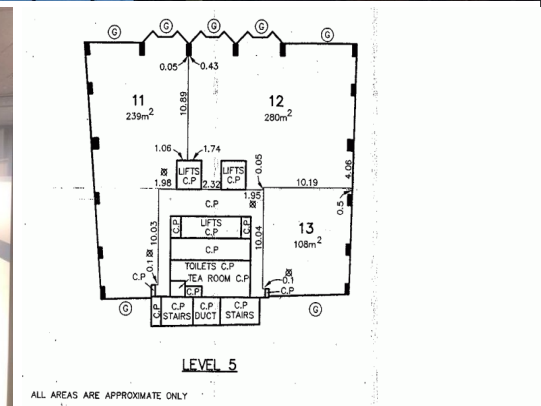 G G G G G
0.05 0.43
11
239m²
12
280m²
10.89
1.06 1.74
LIFTS
C.P
LIFTS
C.P
0.05
4.06
1.98 2.32 1.95
10.19
0.5
C.P
10.03
C.P
LIFTS
C.P
C.P
10.04
13
108m²
C.P
0.1
TOILETS C.P
TEA ROOM C.P
C.P
C.P
0.1
C.P
G
C.P
C.P
STAIRS
C.P
DUCT
C.P
STAIRS
G
LEVEL 5
ALL AREAS ARE APPROXIMATE ONLY